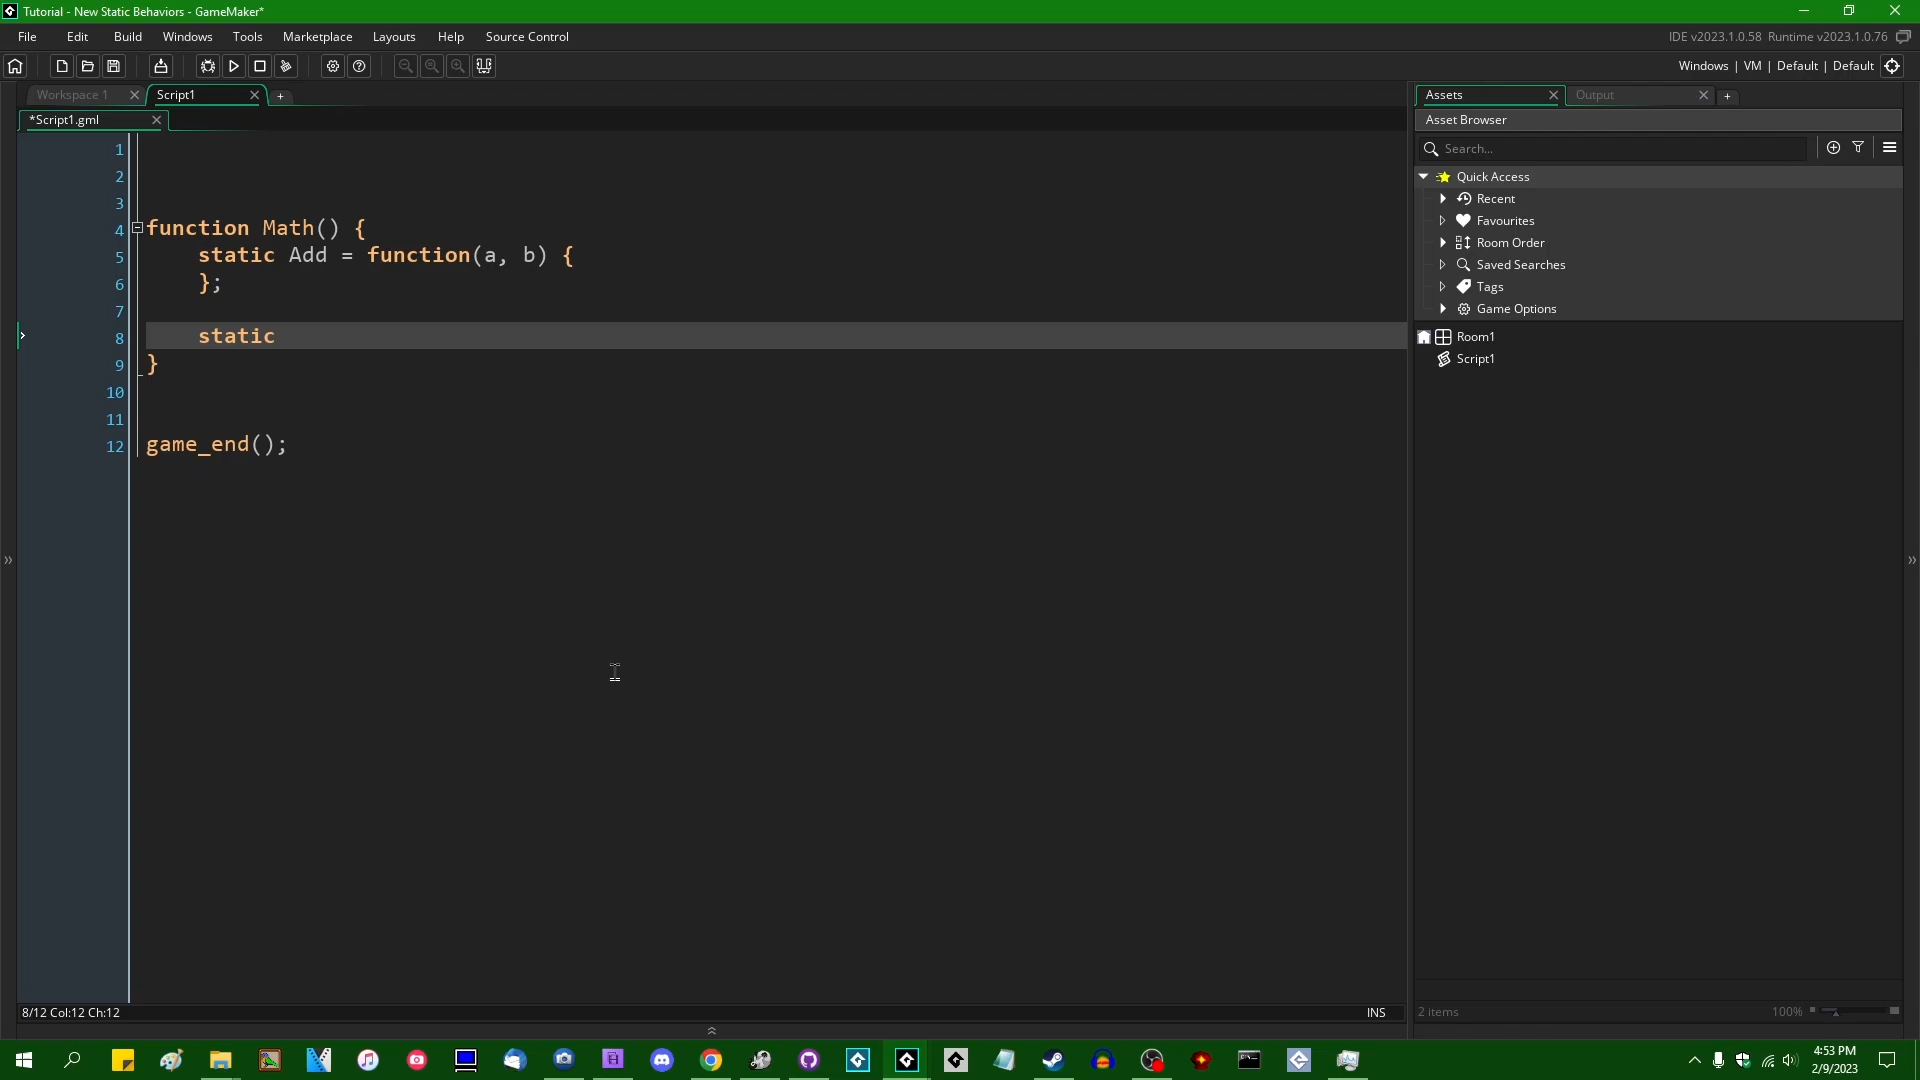 Tutorial - New Static Behaviors - GameMaker*
File Edit Build Windows Tools Marketplace Layouts Help Source Control
IDE v2023.1.0.58 Runtime v2023.1.0.76
Windows | VM | Default | Default
Workspace 1
Script1
*Script1.gml
1
2
3
4 function Math() {
5 static Add = function(a, b) {
6 };
7
8 static
9 }
10
11
12 game_end();
8/12 Col:12 Ch:12
INS
Assets
Output
Asset Browser
Search...
Quick Access
Recent
Favourites
Room Order
Saved Searches
Tags
Game Options
Room1
Script1
2 items
100%
4:53 PM
2/9/2023